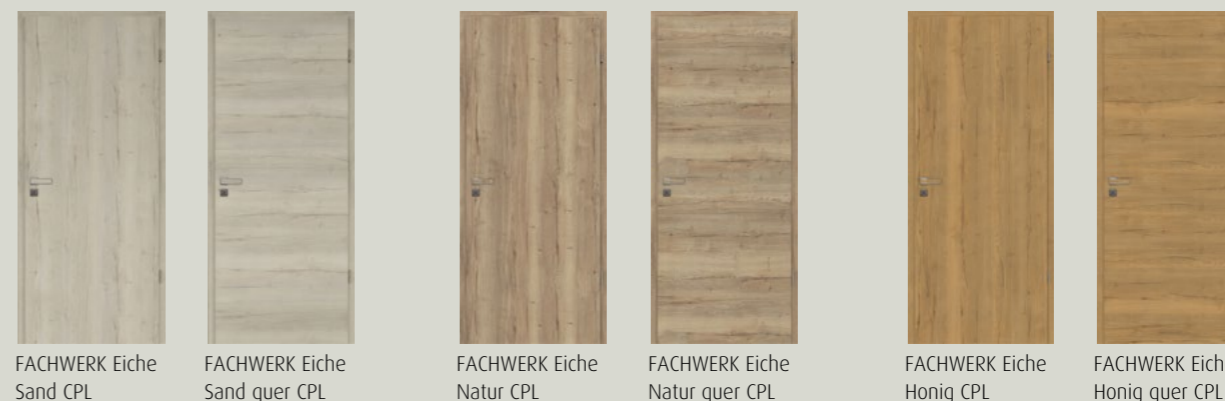 FACHWERK Eiche
Sand CPL
FACHWERK Eiche
Sand quer CPL
FACHWERK Eiche
Natur CPL
FACHWERK Eiche
Natur quer CPL
FACHWERK Eiche
Honig CPL
FACHWERK Eich
Honig quer CPL